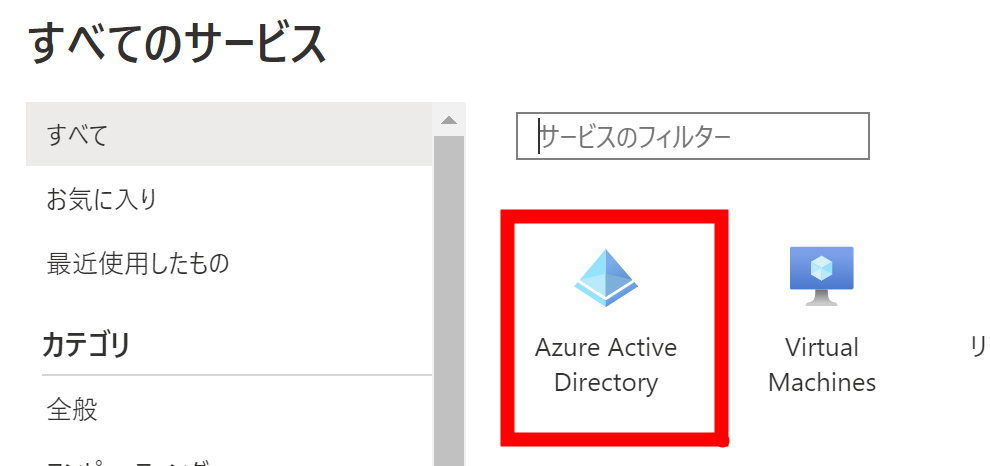 すべてのサービス
すべて
お気に入り
最近使用したもの
カテゴリ
全般
サービスのフィルター
Azure Active
Directory
Virtual
Machines
リ